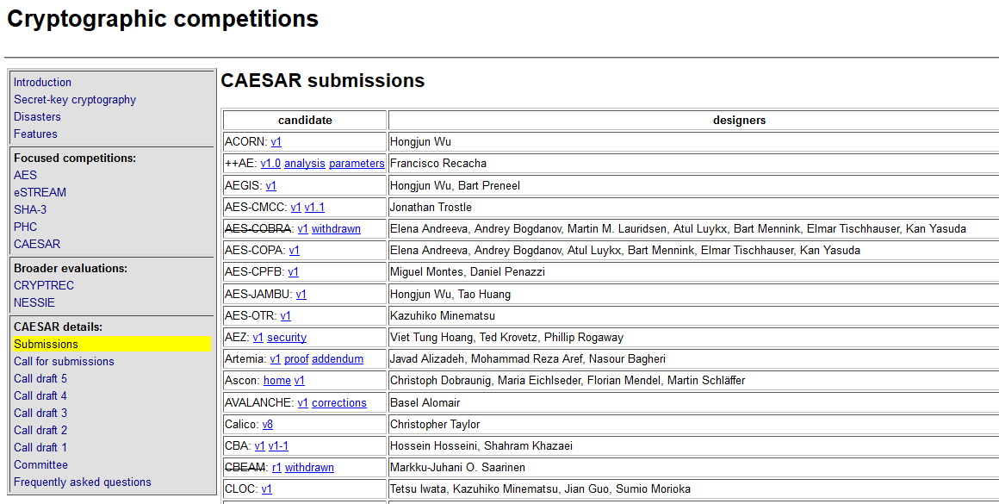 Cryptographic competitions
Introduction
Secret-key cryptography
Disasters
Features
Focused competitions:
AES
eSTREAM
SHA-3
PHC
CAESAR
Broader evaluations:
CRYPTREC
NESSIE
CAESAR details:
Submissions
Call for submissions
Call draft 5
Call draft 4
Call draft 3
Call draft 2
Call draft 1
Committee
Frequently asked questions
CAESAR submissions
candidate designers
ACORN: v1 Hongjun Wu
++AE: v1.0 analysis parameters Francisco Recacha
AEGIS: v1 Hongjun Wu, Bart Preneel
AES-CMCC: v1 v1.1 Jonathan Trostle
AES-COBRA: v1 withdrawn Elena Andreeva, Andrey Bogdanov, Martin M. Lauridsen, Atul Luykx, Bart Mennink, Elmar Tischhauser, Kan Yasuda
AES-COPA: v1 Elena Andreeva, Andrey Bogdanov, Atul Luykx, Bart Mennink, Elmar Tischhauser, Kan Yasuda
AES-CPFB: v1 Miguel Montes, Daniel Penazzi
AES-JAMBU: v1 Hongjun Wu, Tao Huang
AES-OTR: v1 Kazuhiko Minematsu
AEZ: v1 security Viet Tung Hoang, Ted Krovetz, Phillip Rogaway
Artemia: v1 proof addendum Javad Alizadeh, Mohammad Reza Aref, Nasour Bagheri
Ascon: home v1 Christoph Dobraunig, Maria Eichlseder, Florian Mendel, Martin Schläffer
AVALANCHE: v1 corrections Basel Alomair
Calico: v8 Christopher Taylor
CBA: v1 v1-1 Hossein Hosseini, Shahram Khazaei
CBEAM: r1 withdrawn Markku-Juhani O. Saarinen
CLOC: v1 Tetsu Iwata, Kazuhiko Minematsu, Jian Guo, Sumio Morioka